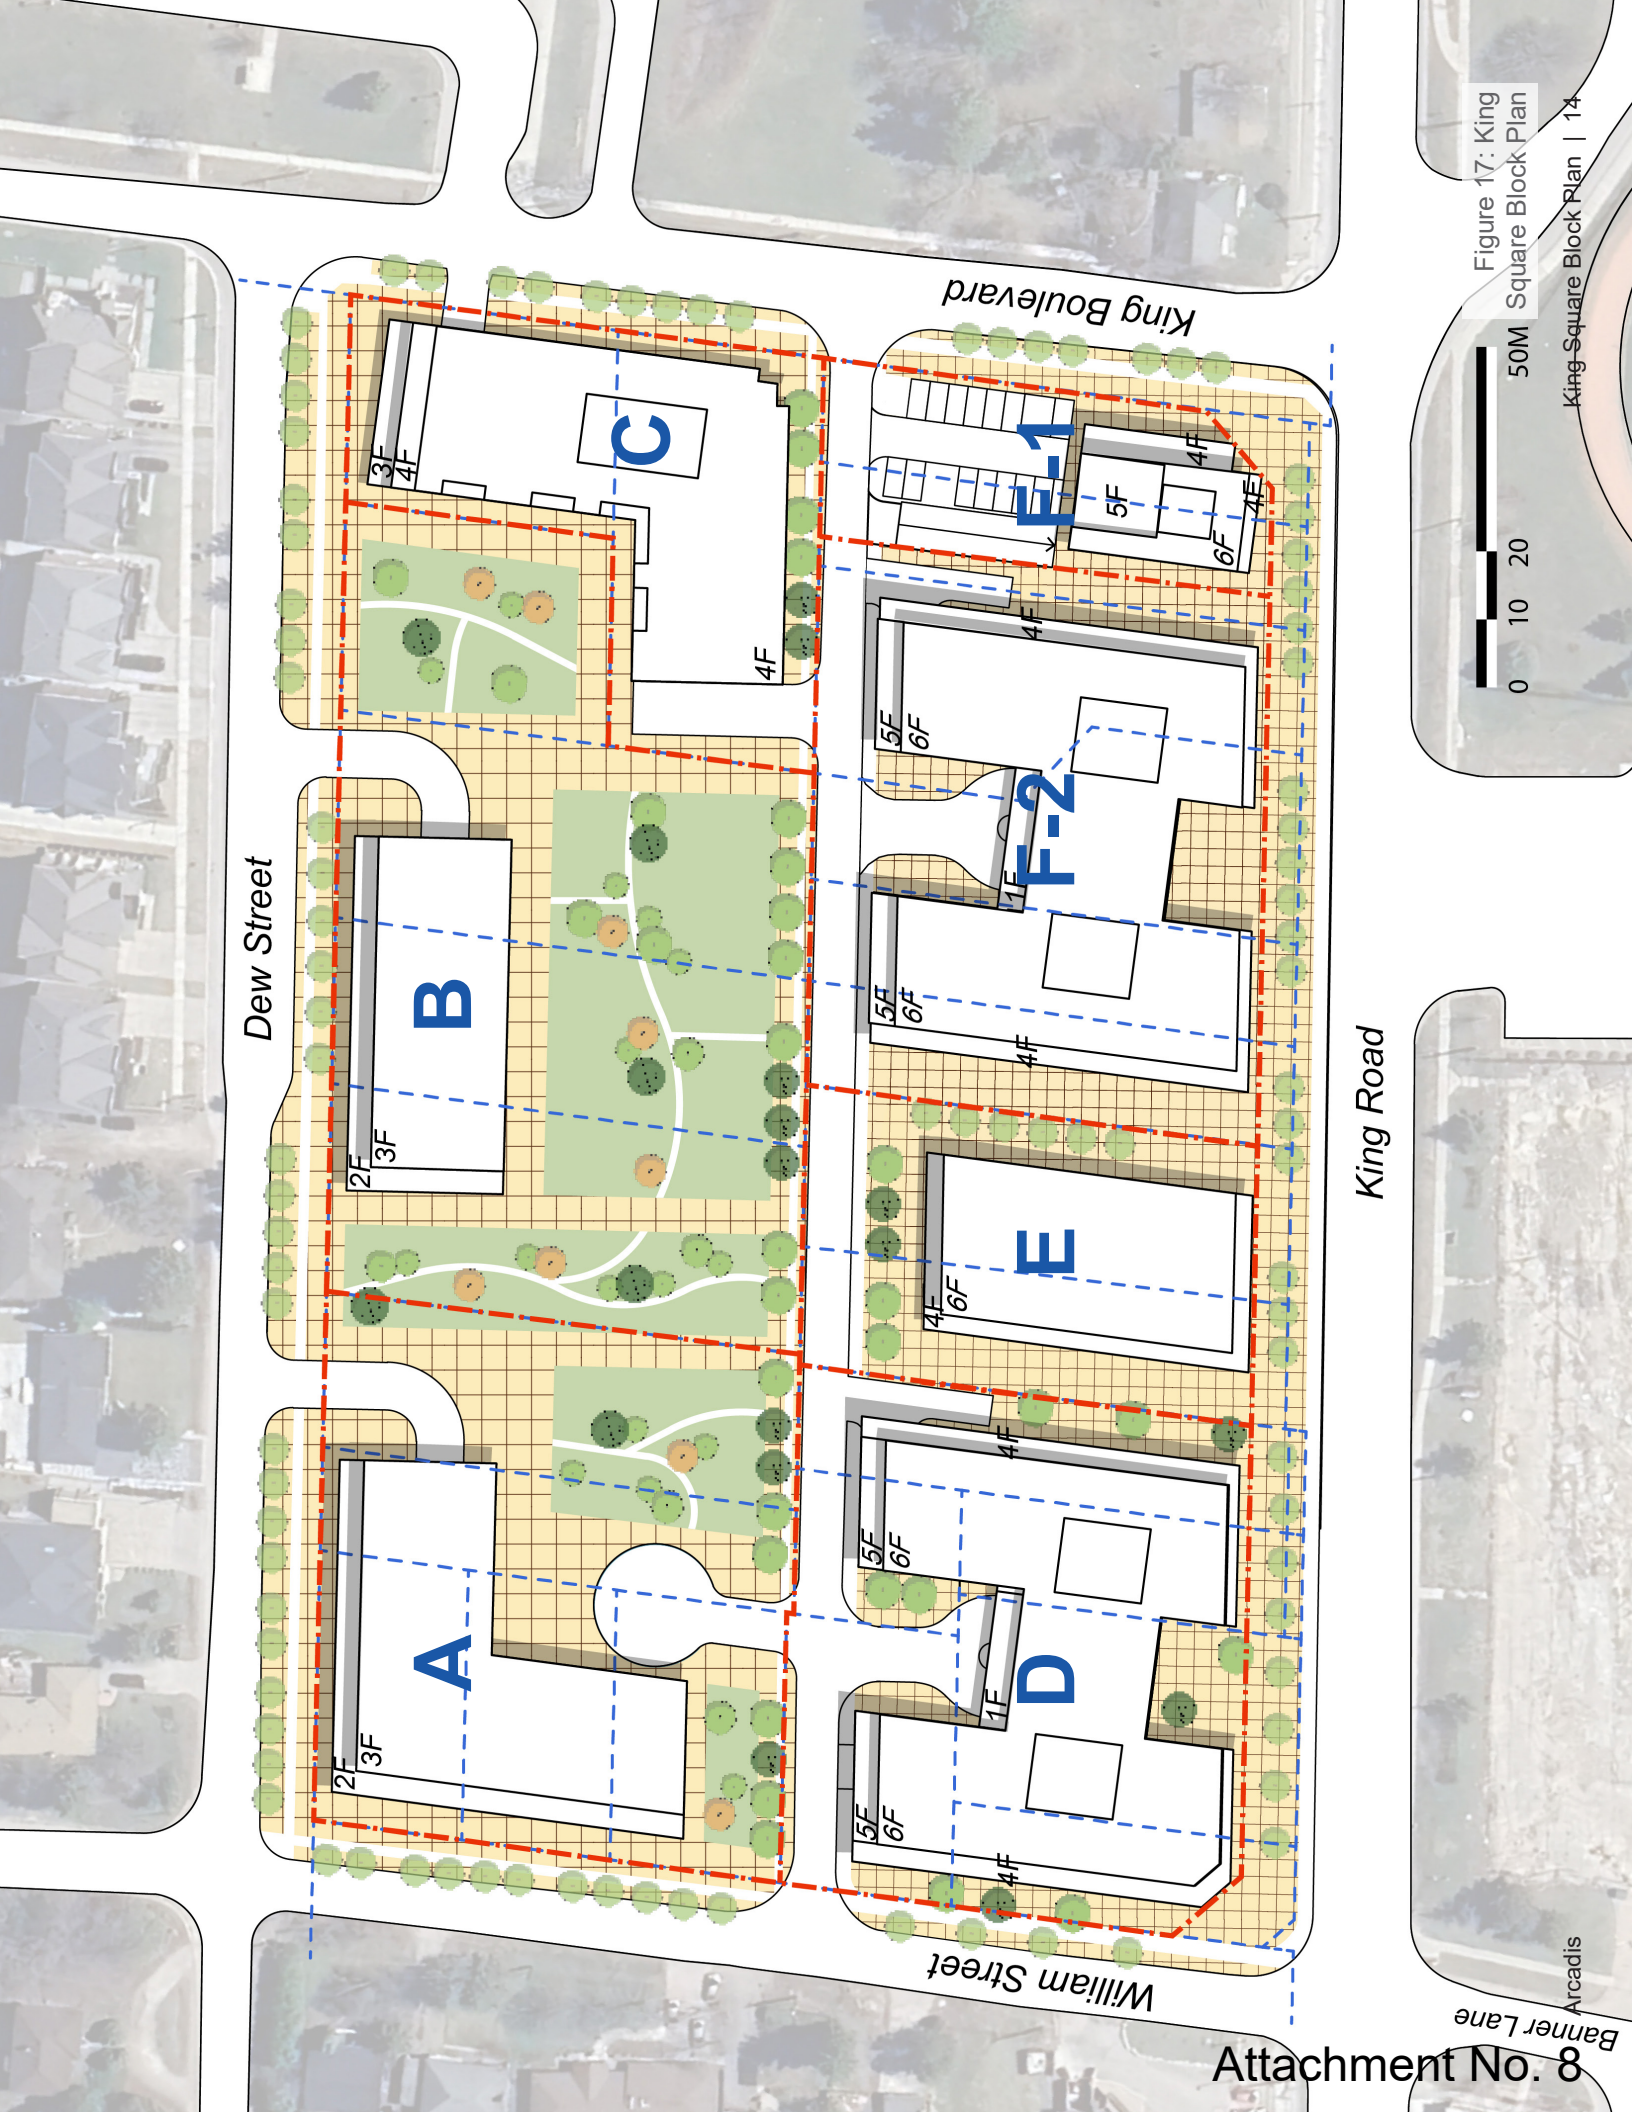 Dew Street
King Boulevard
William Street
King Road
Banner Lane
A
2F
3F
B
2F
3F
C
3F
4F
4F
D
5F
6F
4F
1F
5F
6F
4F
E
4F
6F
F-2
5F
6F
4F
1F
5F
6F
4F
F-1
5F
4F
4F
6F
0 10 20 50M
Figure 17: King
Square Block Plan
King Square Block Plan | 14
Arcadis
Attachment No. 8